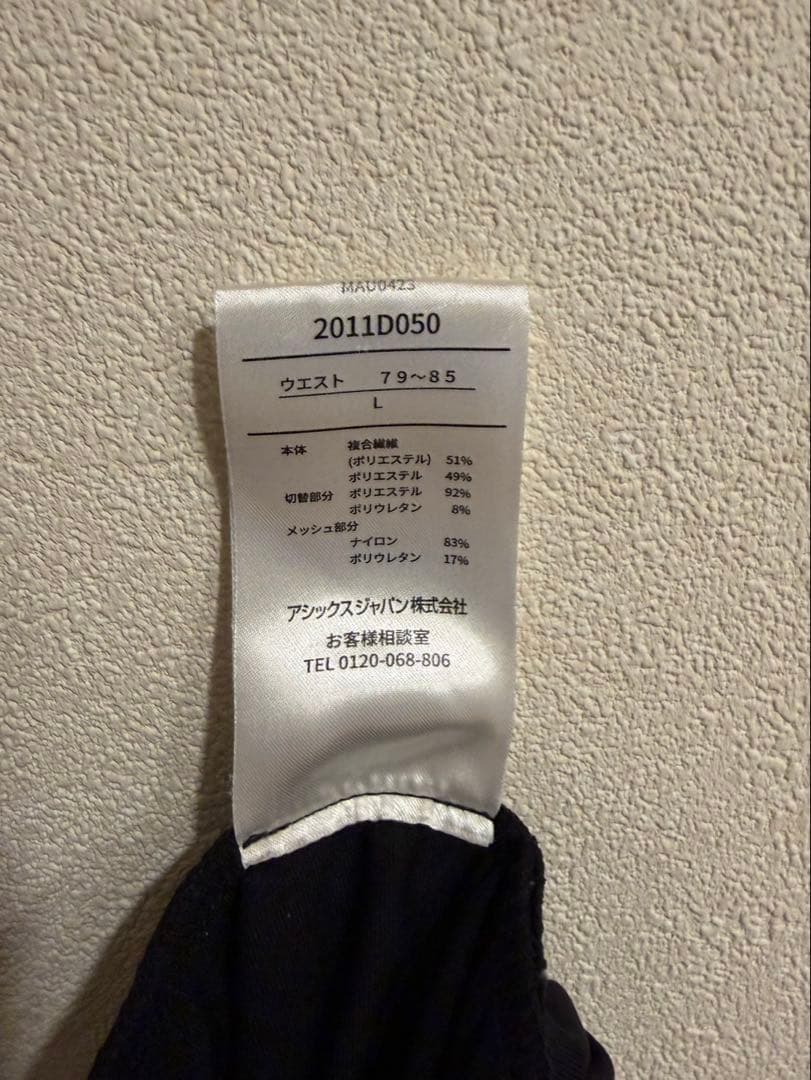 MAU0423
2011D050
ウエスト　７９～８５
L
本体　複合繊維
(ポリエステル) 51%
ポリエステル 49%
切替部分 ポリエステル 92%
ポリウレタン 8%
メッシュ部分
ナイロン 83%
ポリウレタン 17%
アシックスジャパン株式会社
お客様相談室
TEL 0120-068-806